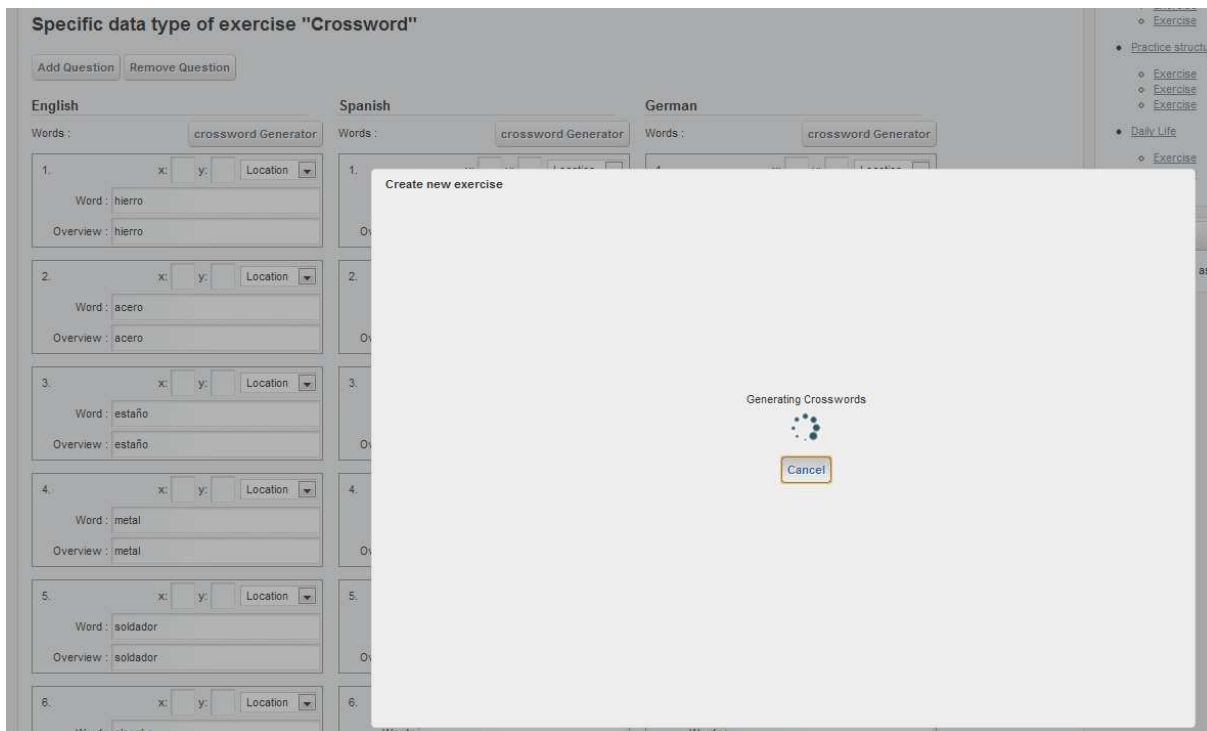 Specific data type of exercise "Crossword"
Add Question Remove Question
English Spanish German
Words : crossword Generator Words : crossword Generator Words : crossword Generator
1. x: y: Location 1.
Word : hierro
Overview : hierro
2. x: y: Location 2.
Word : acero
Overview : acero
3. x: y: Location 3.
Word : estaño
Overview : estaño
4. x: y: Location 4.
Word : metal
Overview : metal
5. x: y: Location 5.
Word : soldador
Overview : soldador
6. x: y: Location 6.
Create new exercise
Generating Crosswords
Cancel
Exercise
Practice structu
Exercise
Exercise
Exercise
Daily Life
Exercise